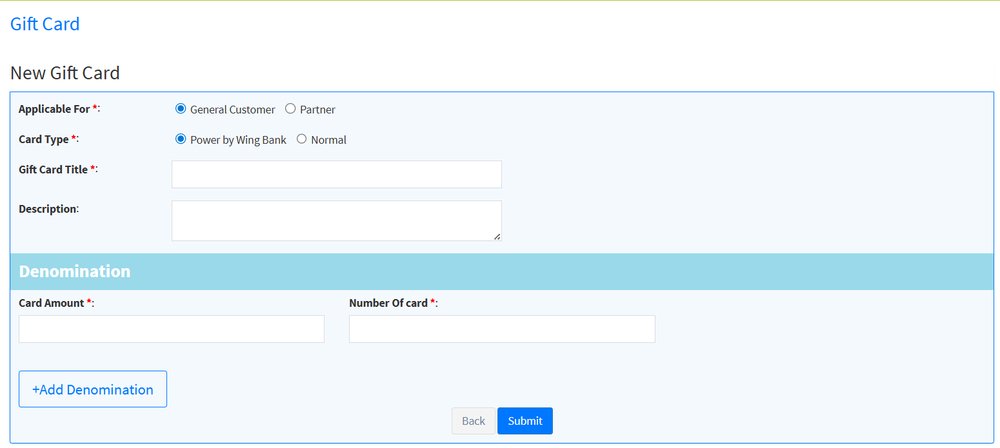 Gift Card
New Gift Card
Applicable For *: General Customer Partner
Card Type *: Power by Wing Bank Normal
Gift Card Title *:
Description:
Denomination
Card Amount *: Number Of card *:
+Add Denomination
Back Submit